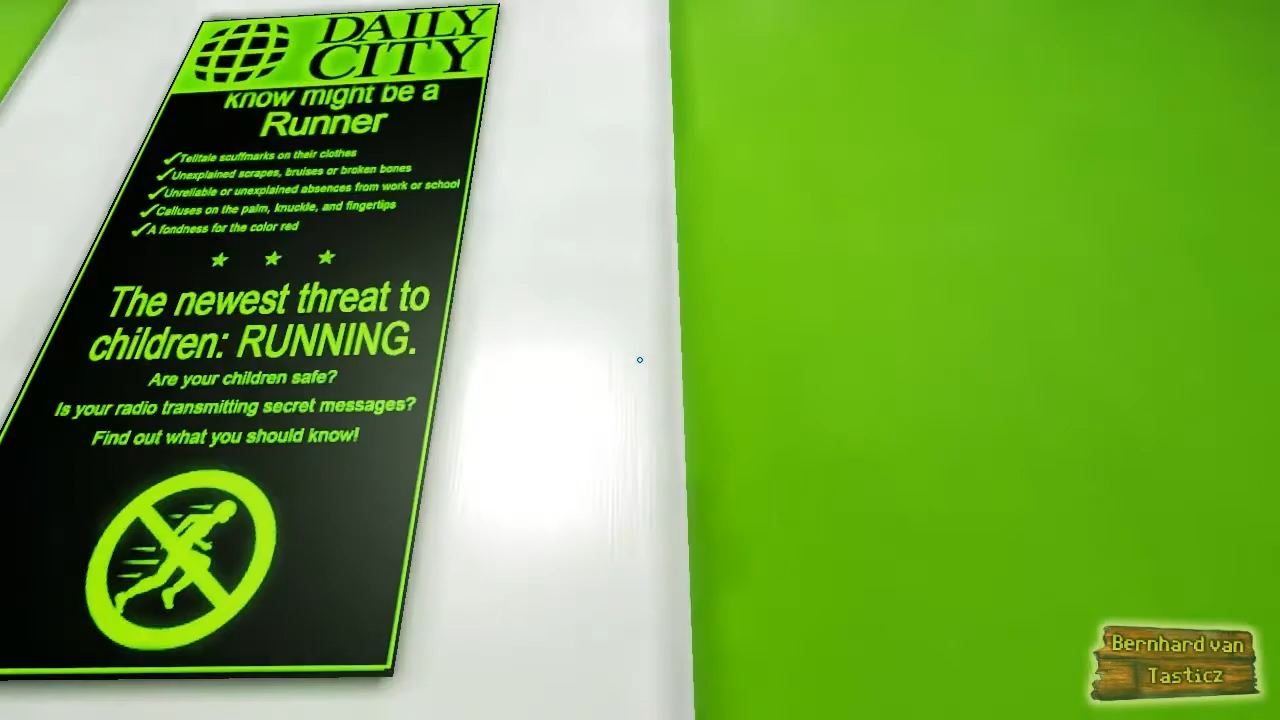 DAILY
CITY
know might be a
Runner
Telltale scuffmarks on their clothes
Unexplained scrapes, bruises or broken bones
Unreliable or unexplained absences from work or school
Calluses on the palm, knuckle, and fingertips
A fondness for the color red
The newest threat to
children: RUNNING.
Are your children safe?
Is your radio transmitting secret messages?
Find out what you should know!
Bernhard van
Tasticz